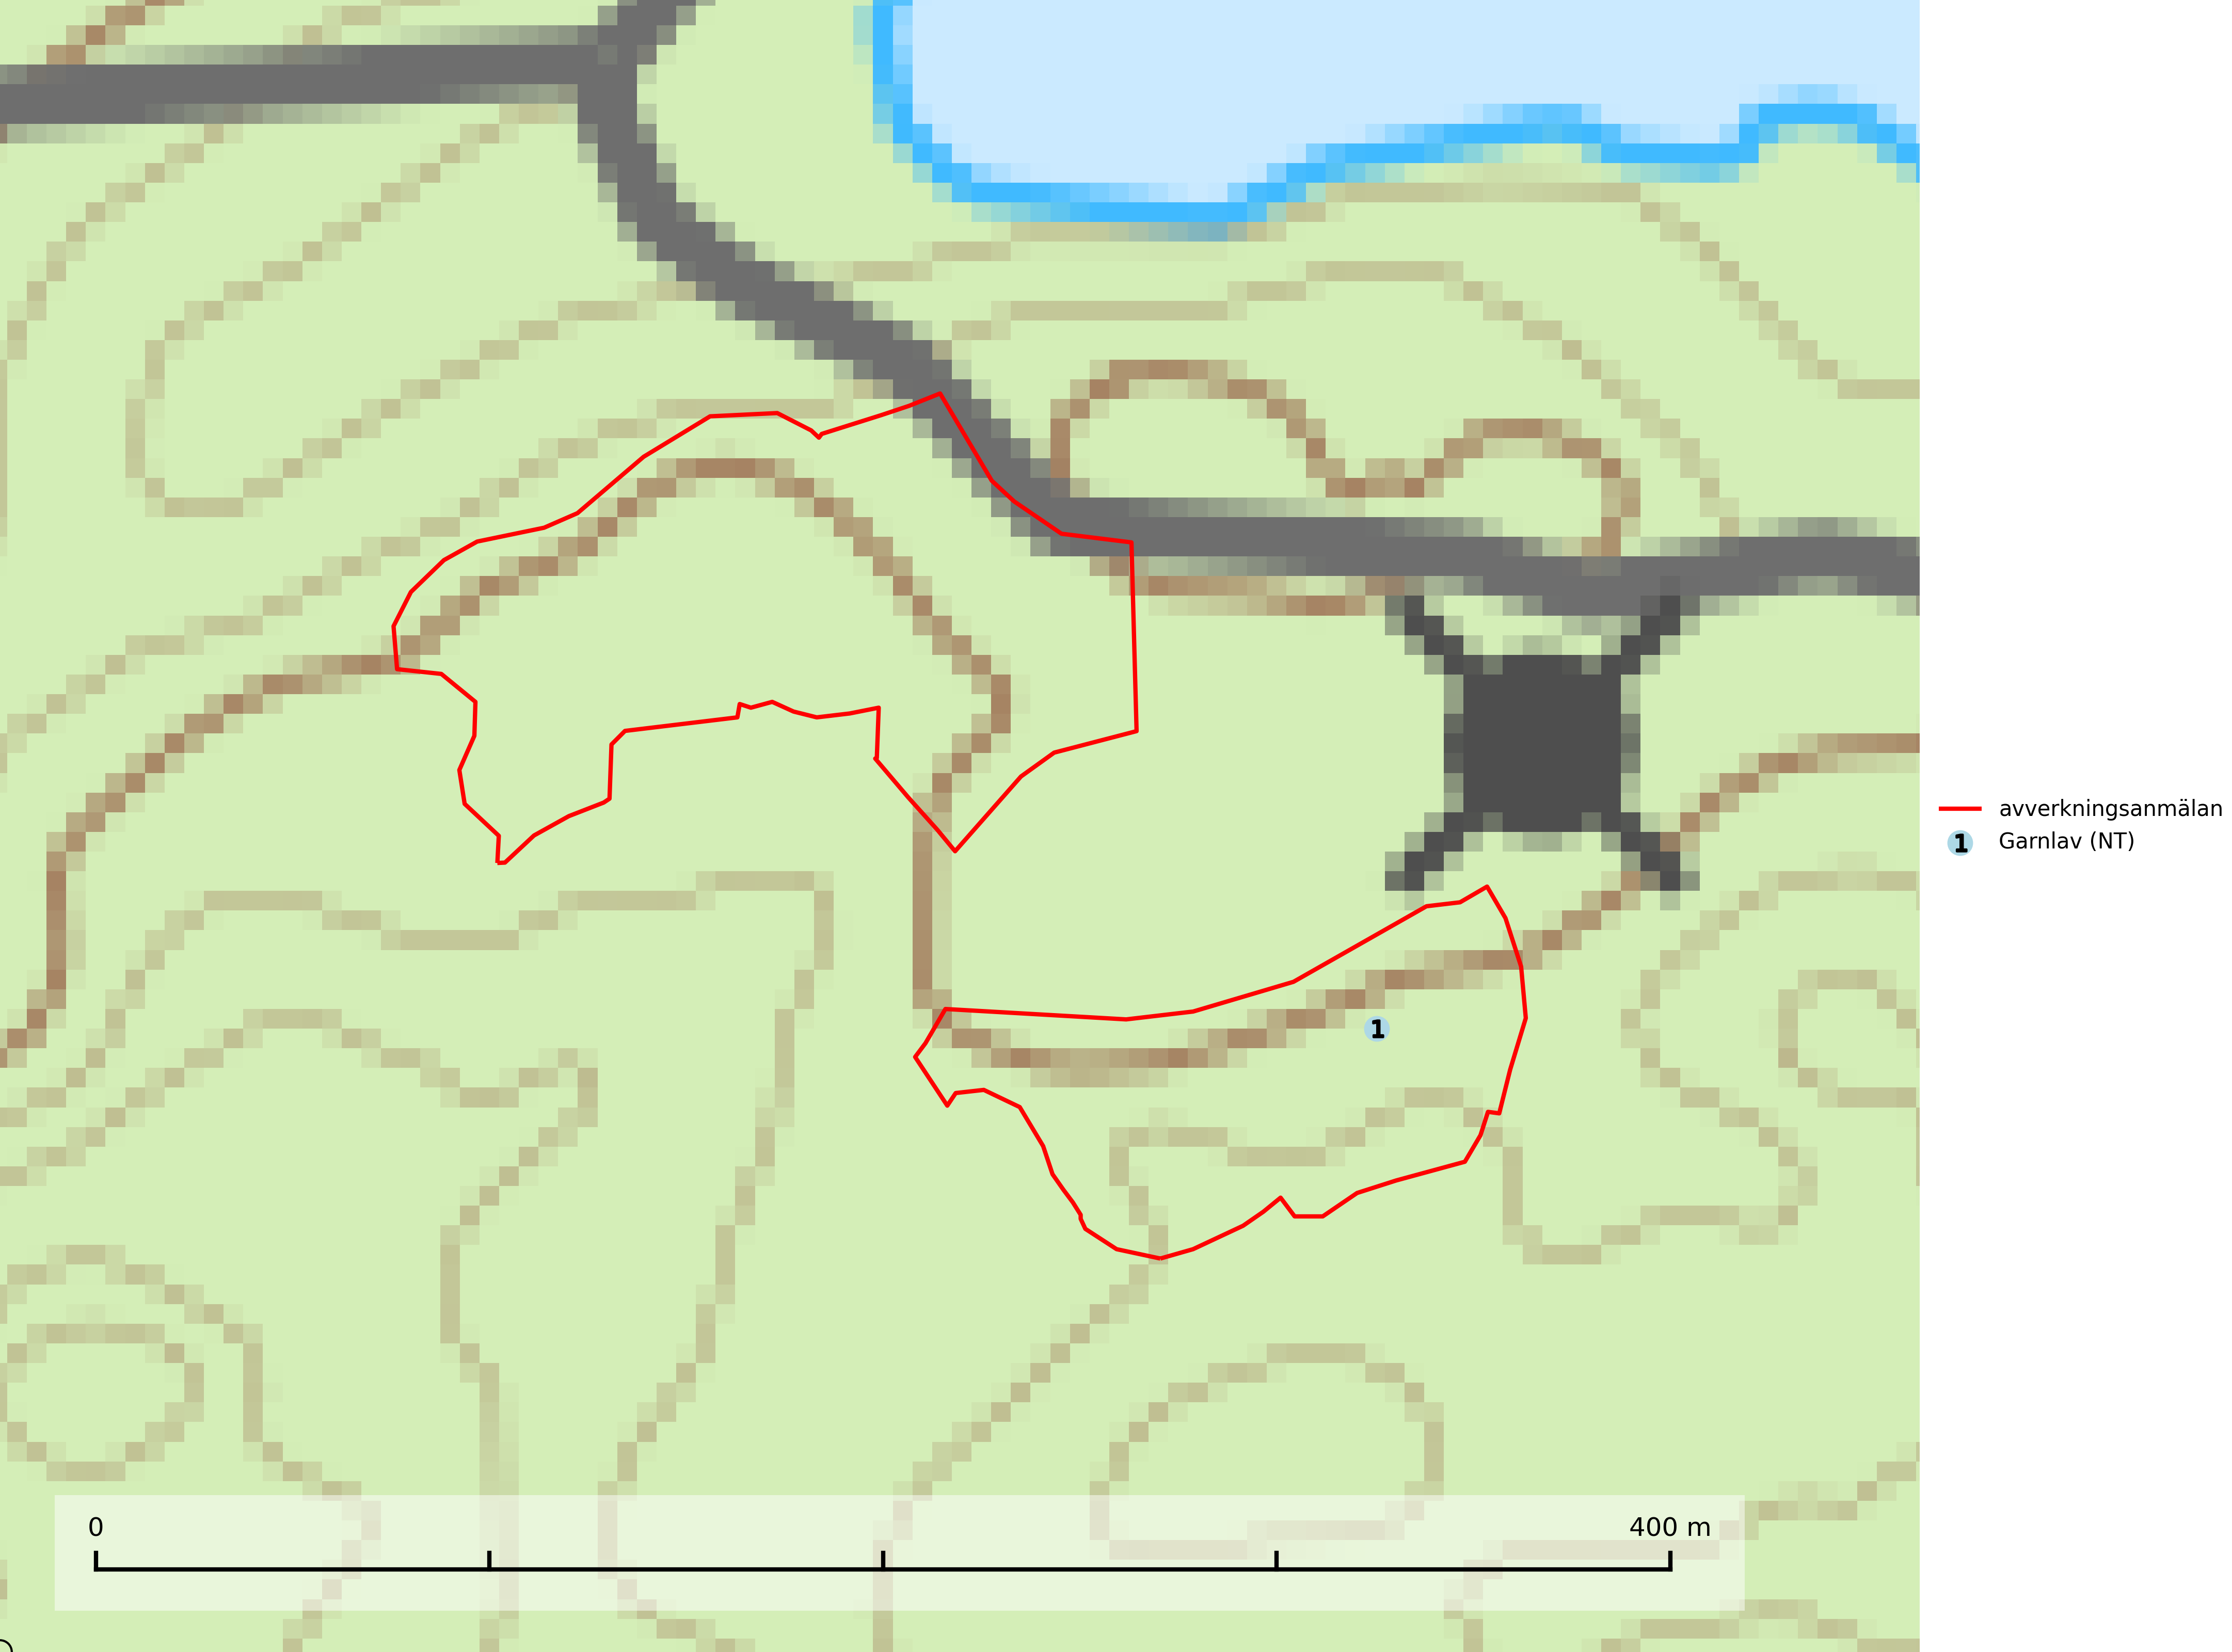 avverkningsanmälan
1 Garnlav (NT)
1
0 400 m